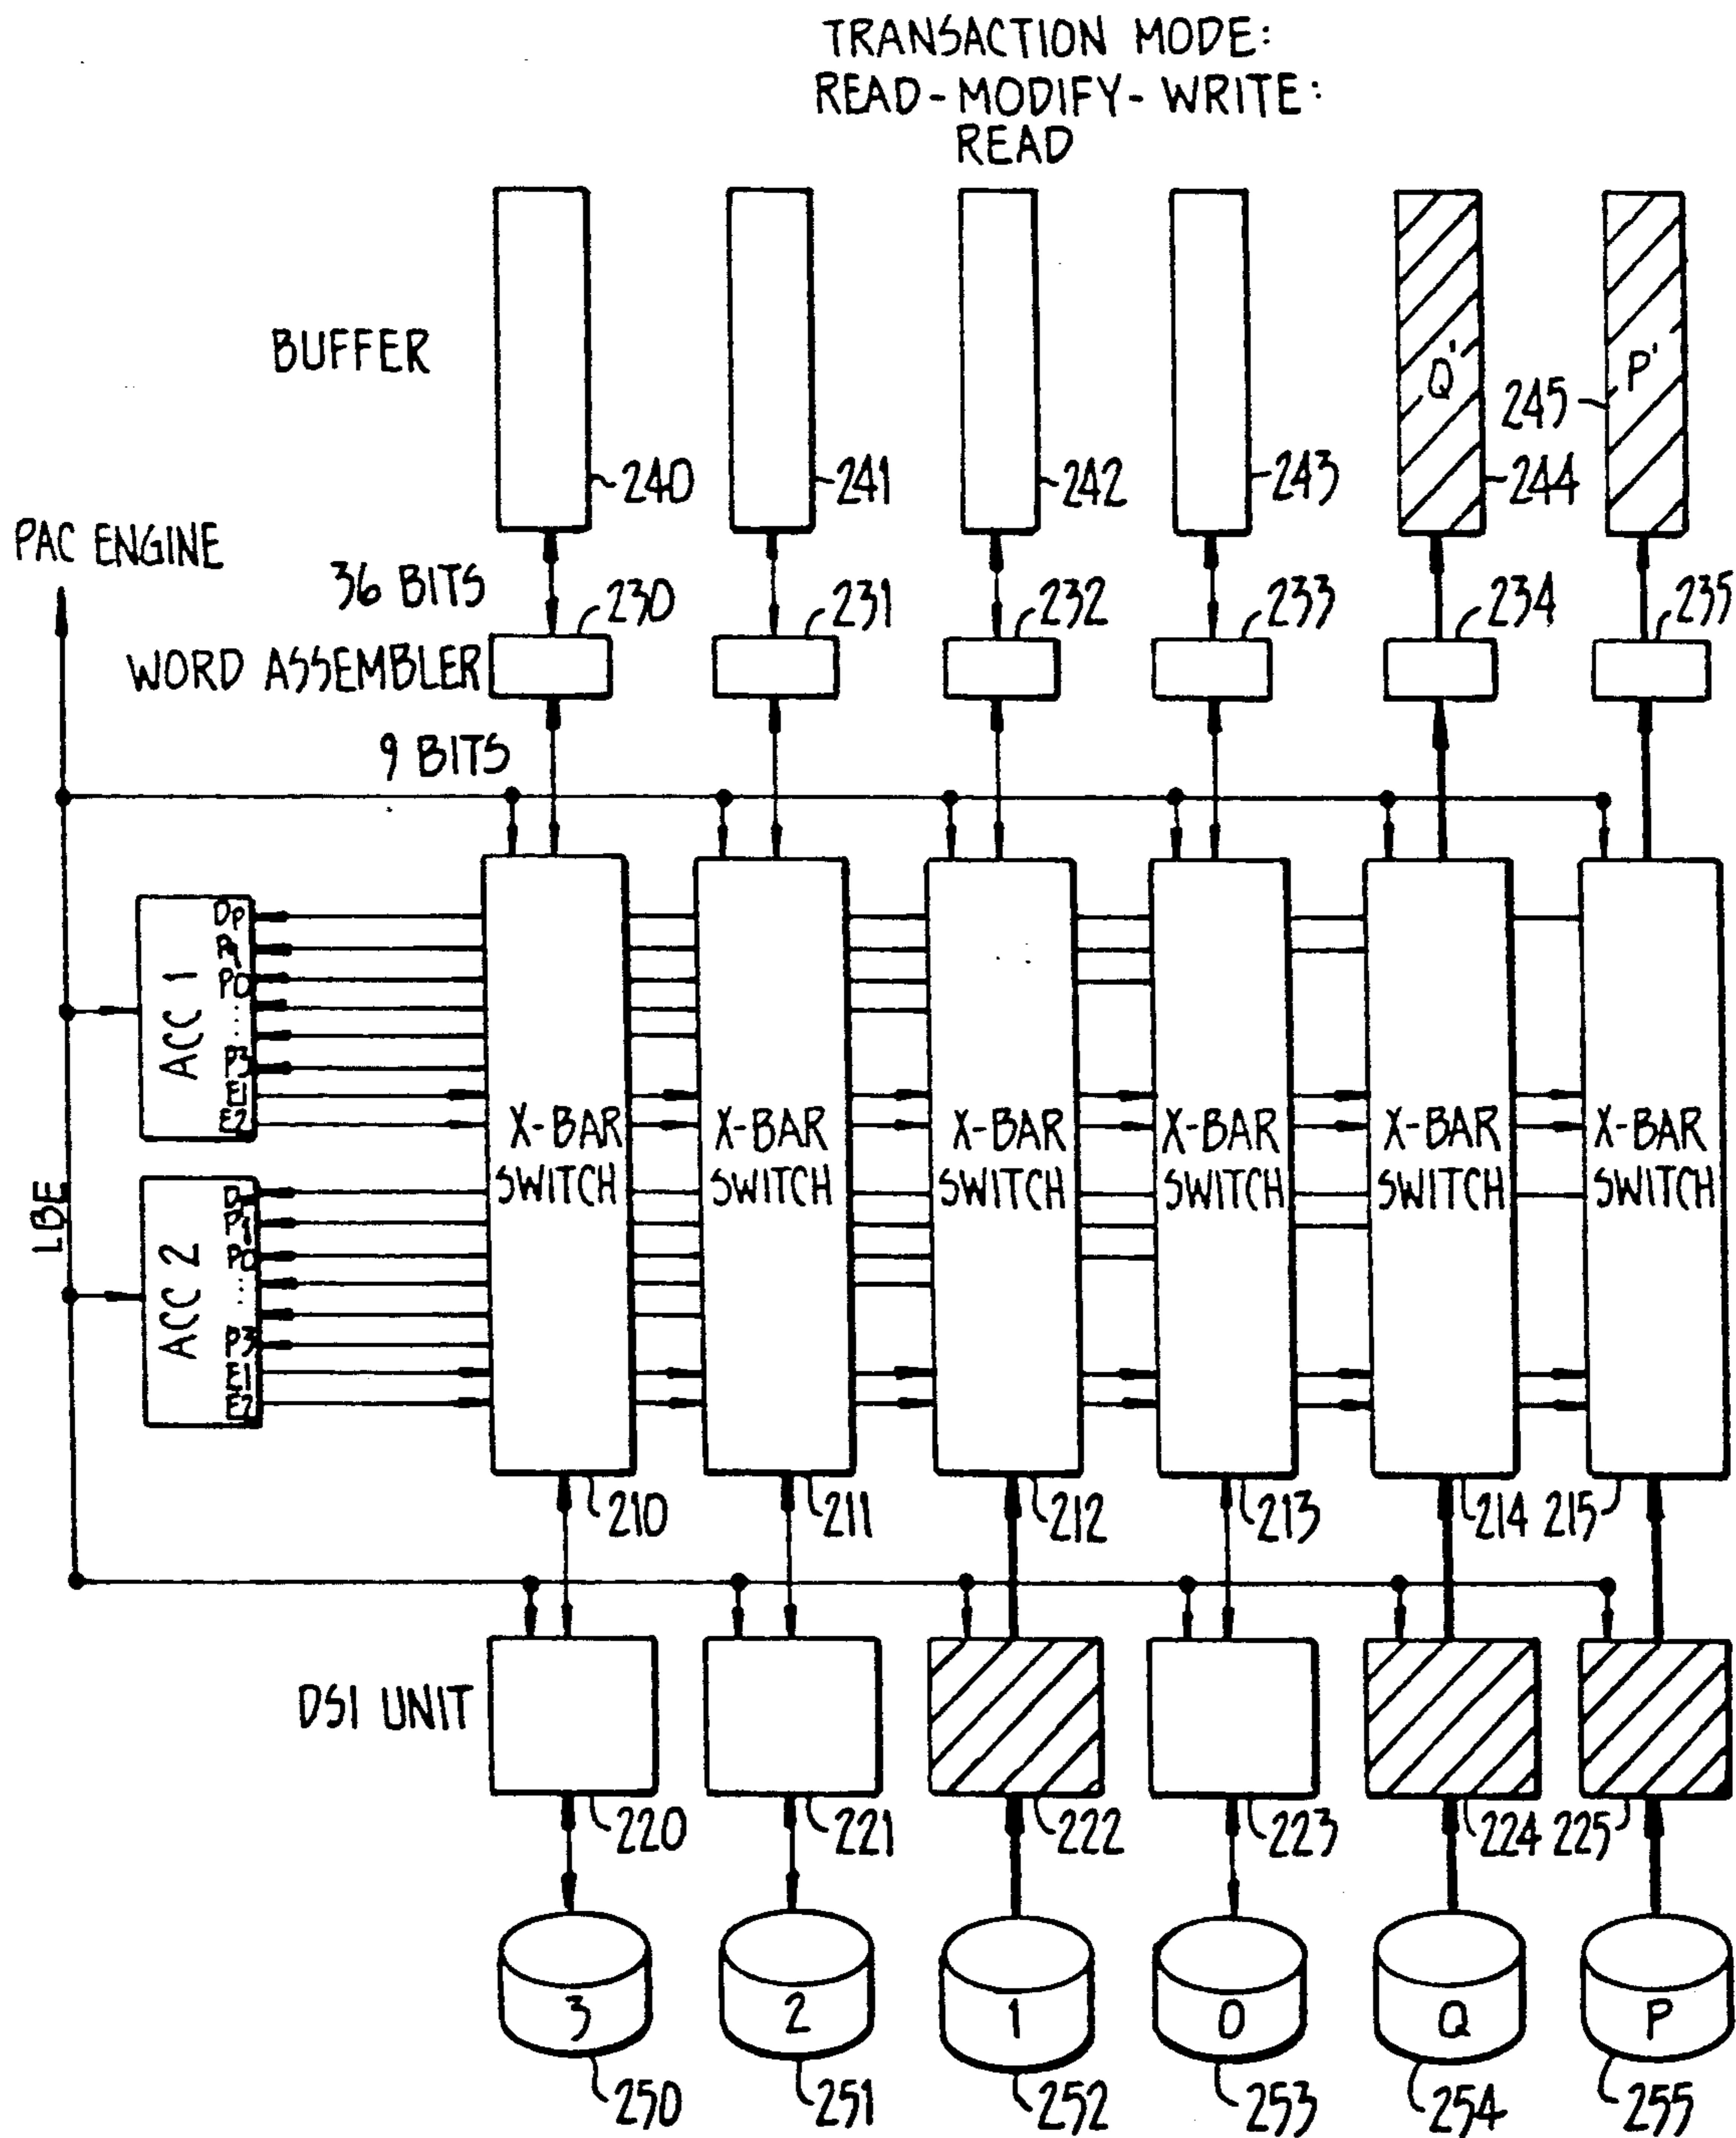 TRANSACTION MODE:
READ-MODIFY-WRITE:
READ
BUFFER
Q'
P'
240
241
242
243
244
245
PAC ENGINE
36 BITS
230
231
232
233
234
235
WORD ASSEMBLER
9 BITS
ACC 1
Dp
Pq
P0
...
P3
E1
E2
X-BAR
SWITCH
X-BAR
SWITCH
X-BAR
SWITCH
X-BAR
SWITCH
X-BAR
SWITCH
X-BAR
SWITCH
LBE
ACC 2
Dp
Pq
P0
...
P3
E1
E2
210
211
212
213
214
215
DSI UNIT
220
221
222
223
224
225
3
2
1
0
Q
P
250
251
252
253
254
255